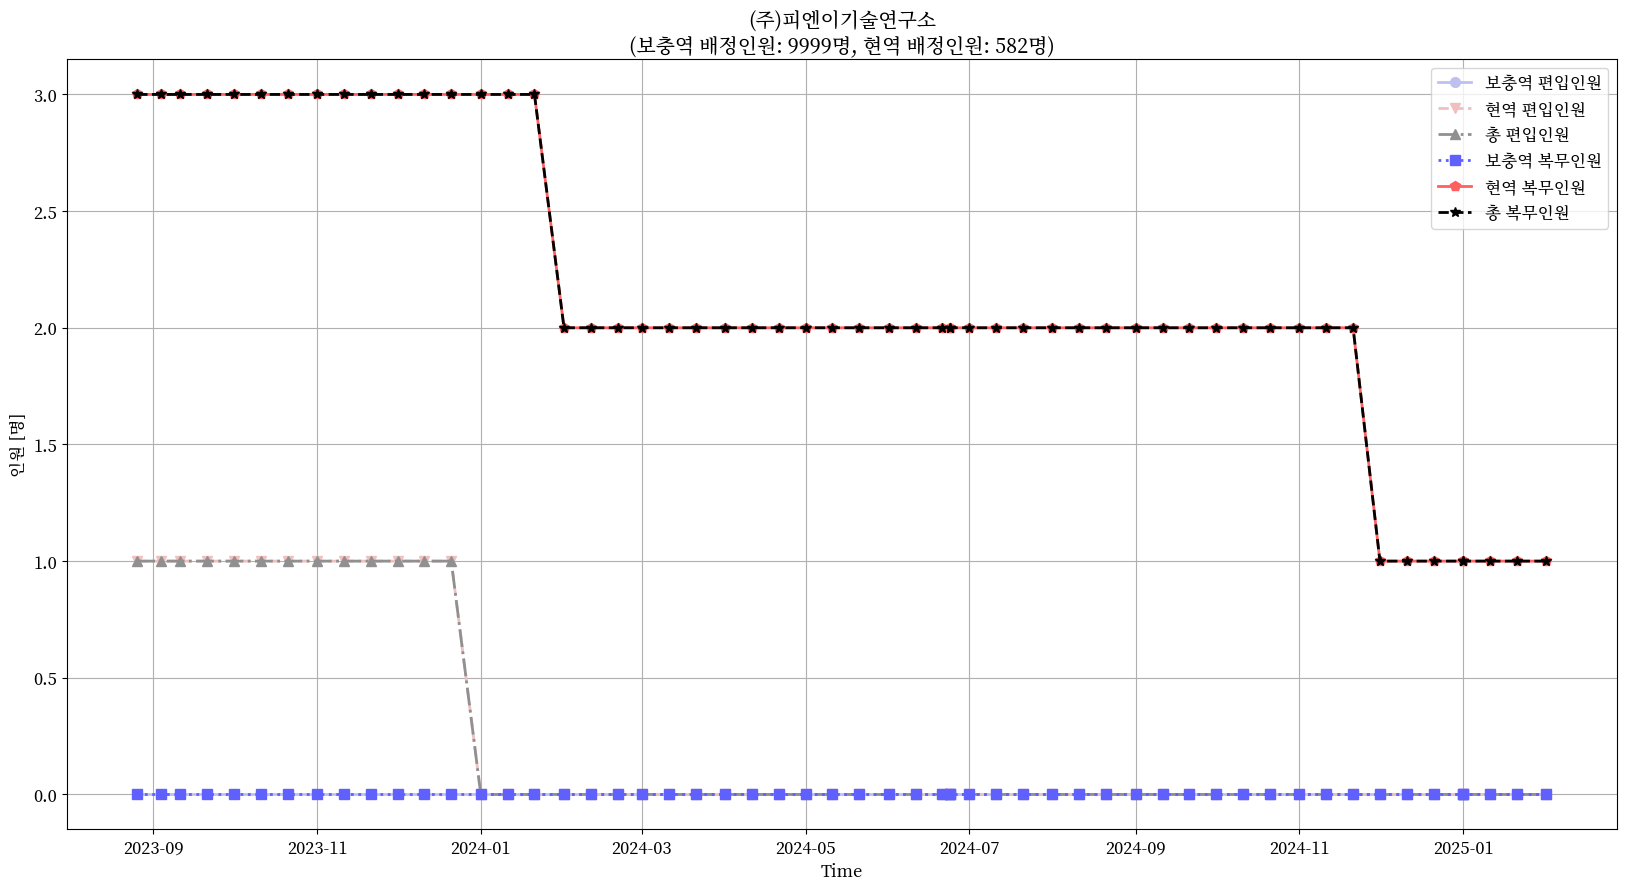 (주)피엔이기술연구소
(보충역 배정인원: 9999명, 현역 배정인원: 582명)
보충역 편입인원
현역 편입인원
총 편입인원
보충역 복무인원
현역 복무인원
총 복무인원
인원 [명]
3.0
2.5
2.0
1.5
1.0
0.5
0.0
2023-09
2023-11
2024-01
2024-03
2024-05
2024-07
2024-09
2024-11
2025-01
Time